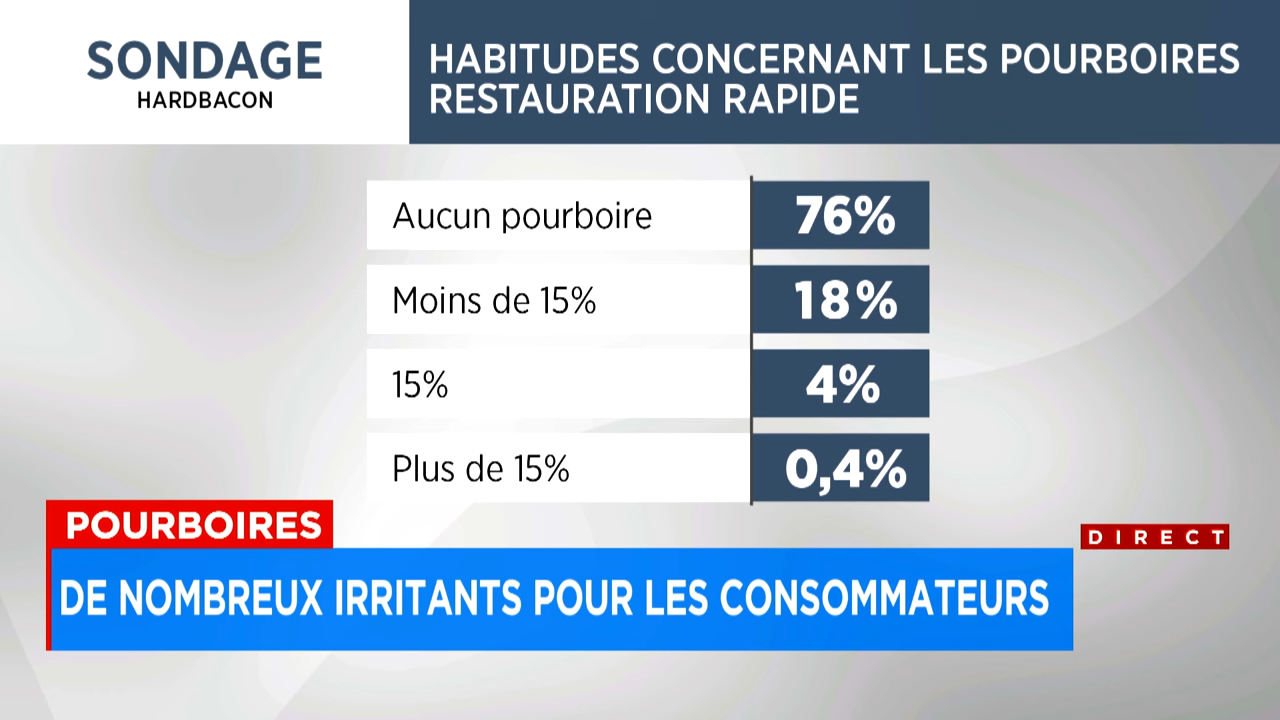 SONDAGE
HARDBACON
HABITUDES CONCERNANT LES POURBOIRES
RESTAURATION RAPIDE
Aucun pourboire 76%
Moins de 15% 18%
15% 4%
Plus de 15% 0,4%
POURBOIRES
DIRECT
DE NOMBREUX IRRITANTS POUR LES CONSOMMATEURS